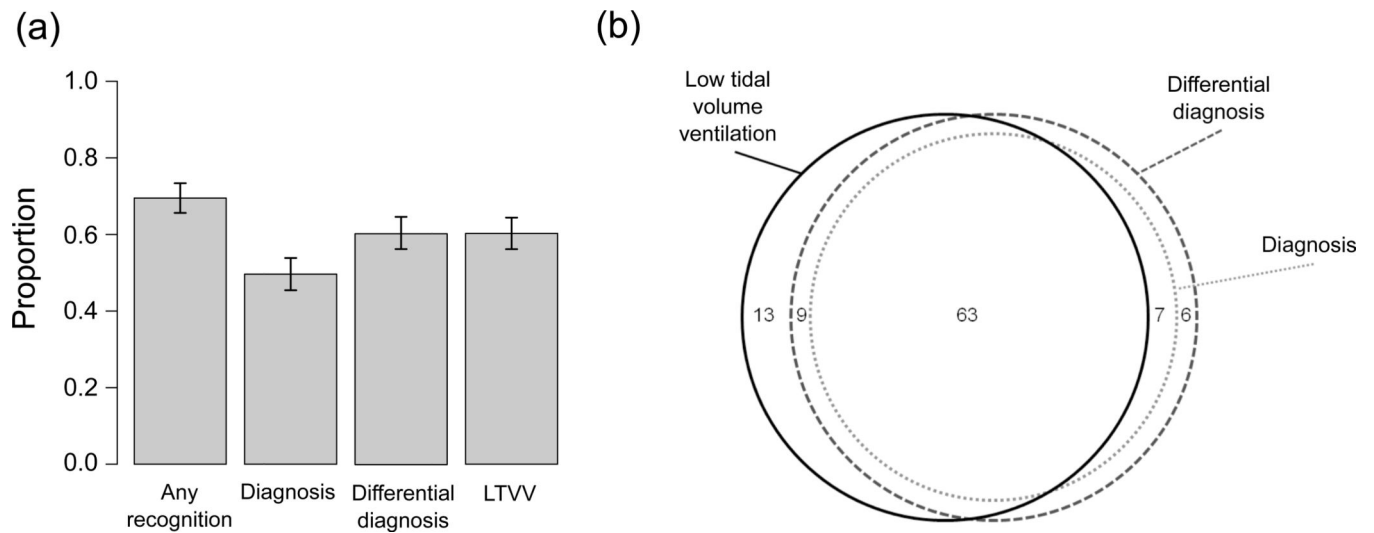 (a)
Proportion
1.0
0.8
0.6
0.4
0.2
0.0
Any
recognition
Diagnosis
Differential
diagnosis
LTVV
(b)
Low tidal
volume
ventilation
Differential
diagnosis
Diagnosis
13
9
63
7
6